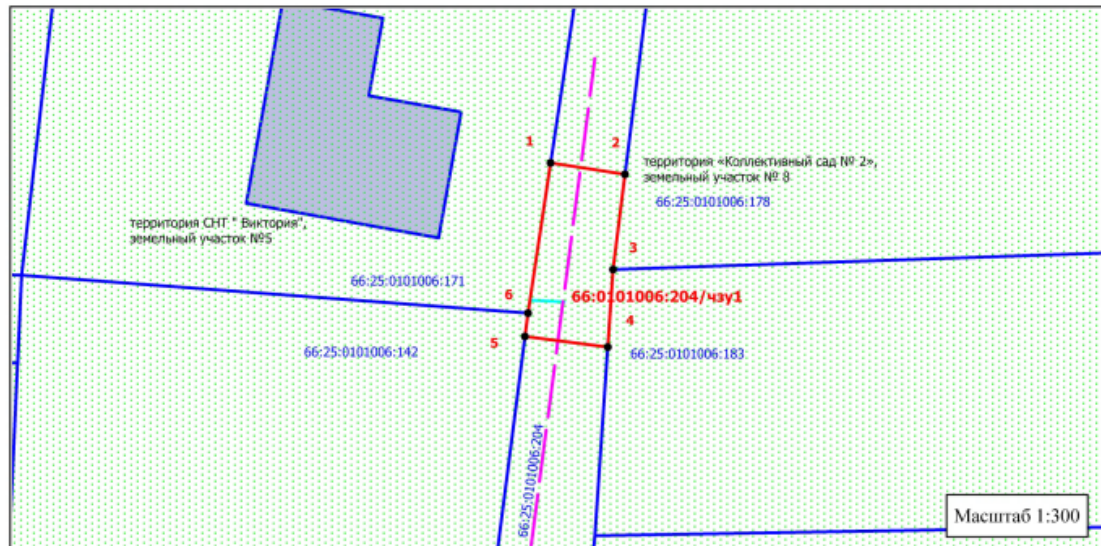 1
2
территория «Коллективный сад № 2»,
земельный участок № 8
66:25:0101006:178
территория СНТ " Виктория",
земельный участок №5
3
66:25:0101006:171
6
66:0101006:204/чзу1
4
5
66:25:0101006:142
66:25:0101006:183
66:25:0101006:204
Масштаб 1:300